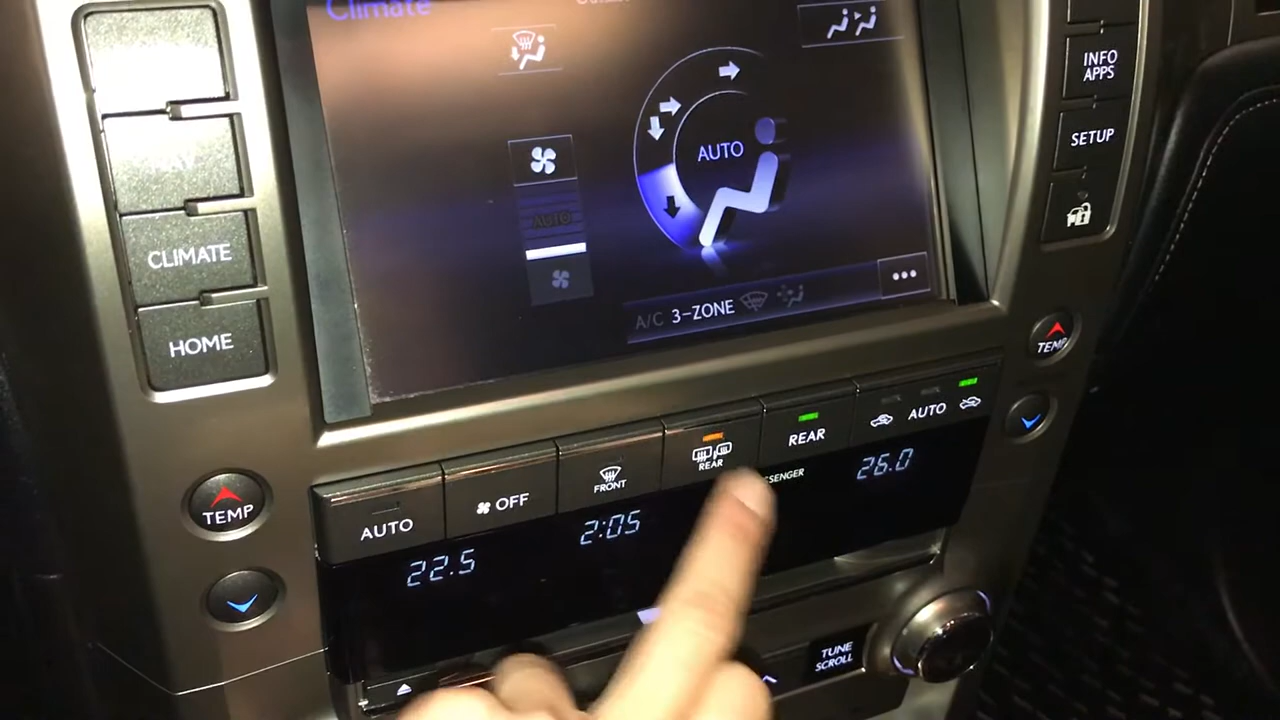 Climate
INFO
APPS
SETUP
CLIMATE
HOME
AUTO
AUTO
A/C 3-ZONE
TEMP
TEMP
AUTO
OFF
FRONT
REAR
REAR
AUTO
22.5
2:05
26.0
TUNE
SCROLL